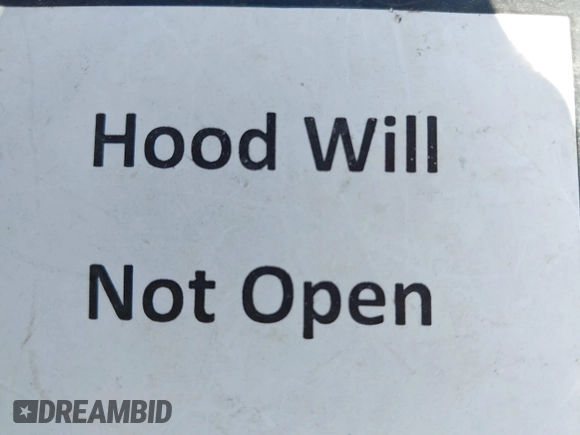 Hood Will
Not Open
DREAMBID